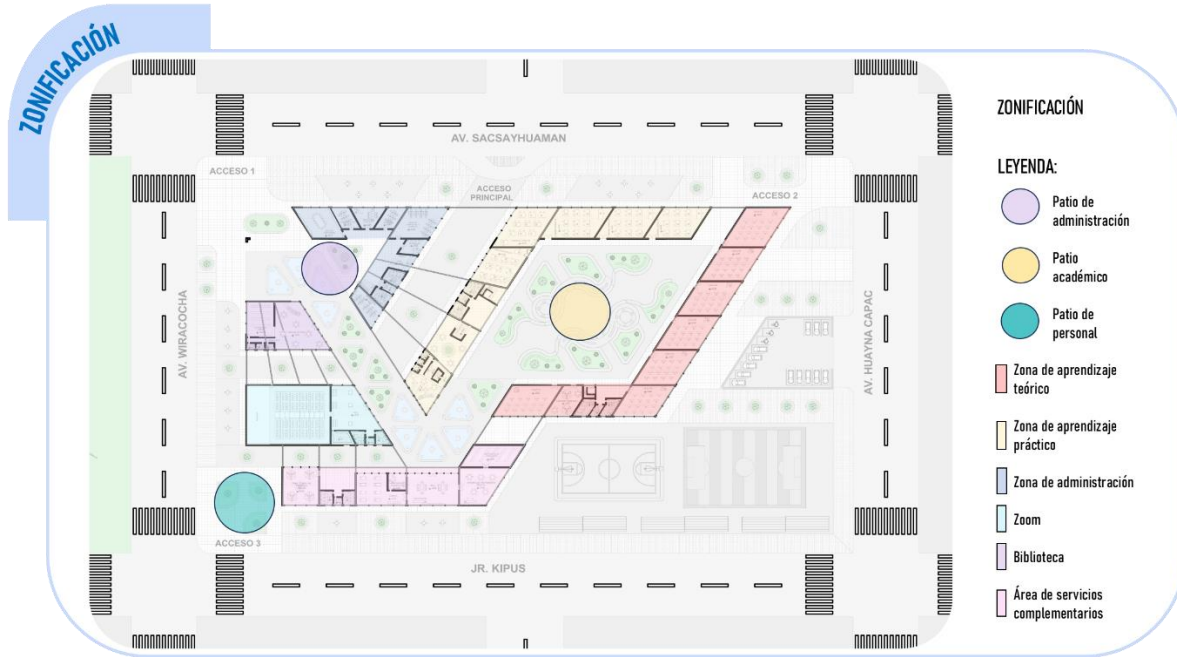 ZONIFICACIÓN
AV. SACSAYHUAMAN
ACCESO 1
ACCESO
PRINCIPAL
ACCESO 2
AV. WIRACOCHA
AV. HUAYNA CAPAC
ACCESO 3
JR. KIPUS
ZONIFICACIÓN
LEYENDA:
Patio de
administración
Patio
académico
Patio de
personal
Zona de aprendizaje
teórico
Zona de aprendizaje
práctico
Zona de administración
Zoom
Biblioteca
Área de servicios
complementarios